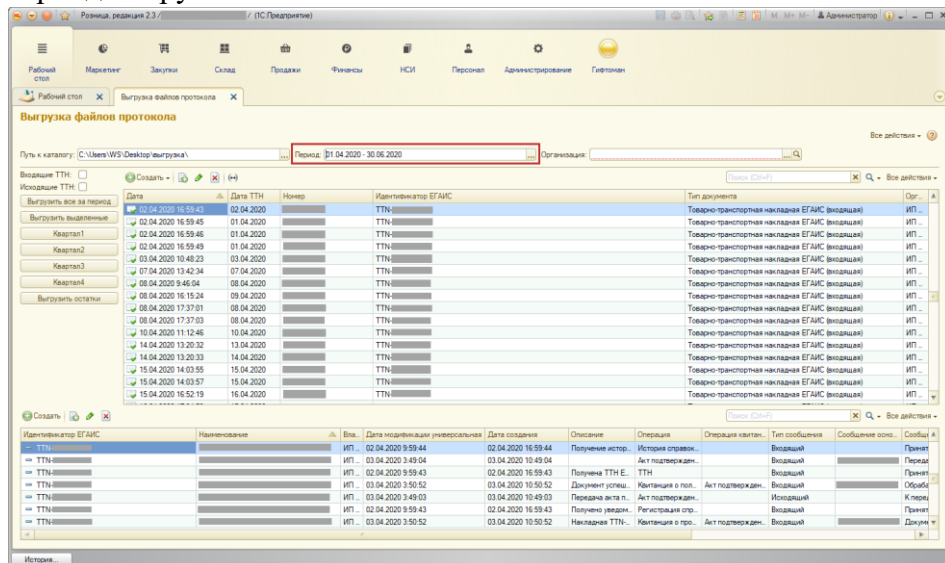 Розница, редакция 2.3 / / (1С:Предприятие) M M+ M- Администратор
Рабочий стол Маркетинг Закупки Склад Продажи Финансы НСИ Персонал Администрирование Гифтоман
Рабочий стол Выгрузка файлов протокола
Выгрузка файлов протокола
Все действия
Путь к каталогу: C:\Users\WS\Desktop\выгрузка\ ... Период: 01.04.2020 - 30.06.2020 ... Организация: ...
Входящие ТТН:
Исходящие ТТН:
Создать Поиск (Ctrl+F) Все действия
Выгрузить все за период
Выгрузить выделенные
Квартал1
Квартал2
Квартал3
Квартал4
Выгрузить остатки
Дата Дата ТТН Номер Идентификатор ЕГАИС Тип документа Орг...
02.04.2020 16:59:43 02.04.2020 TTN- Товарно-транспортная накладная ЕГАИС (входящая) ИП ...
02.04.2020 16:59:45 01.04.2020 TTN- Товарно-транспортная накладная ЕГАИС (входящая) ИП ...
02.04.2020 16:59:46 01.04.2020 TTN- Товарно-транспортная накладная ЕГАИС (входящая) ИП ...
02.04.2020 16:59:49 01.04.2020 TTN- Товарно-транспортная накладная ЕГАИС (входящая) ИП ...
03.04.2020 10:48:23 03.04.2020 TTN- Товарно-транспортная накладная ЕГАИС (входящая) ИП ...
07.04.2020 13:42:34 07.04.2020 TTN- Товарно-транспортная накладная ЕГАИС (входящая) ИП ...
08.04.2020 9:46:04 08.04.2020 TTN- Товарно-транспортная накладная ЕГАИС (входящая) ИП ...
08.04.2020 16:15:24 09.04.2020 TTN- Товарно-транспортная накладная ЕГАИС (входящая) ИП ...
08.04.2020 17:37:01 08.04.2020 TTN- Товарно-транспортная накладная ЕГАИС (входящая) ИП ...
08.04.2020 17:37:03 08.04.2020 TTN- Товарно-транспортная накладная ЕГАИС (входящая) ИП ...
10.04.2020 11:12:46 10.04.2020 TTN- Товарно-транспортная накладная ЕГАИС (входящая) ИП ...
14.04.2020 13:20:32 13.04.2020 TTN- Товарно-транспортная накладная ЕГАИС (входящая) ИП ...
14.04.2020 13:20:33 14.04.2020 TTN- Товарно-транспортная накладная ЕГАИС (входящая) ИП ...
15.04.2020 14:03:55 15.04.2020 TTN- Товарно-транспортная накладная ЕГАИС (входящая) ИП ...
15.04.2020 14:03:57 15.04.2020 TTN- Товарно-транспортная накладная ЕГАИС (входящая) ИП ...
15.04.2020 16:52:19 16.04.2020 TTN- Товарно-транспортная накладная ЕГАИС (входящая) ИП ...
Создать Поиск (Ctrl+F) Все действия
Идентификатор ЕГАИС Наименование Вла... Дата модификации универсальная Дата создания Описание Операция Операция квитан... Тип сообщения Сообщение осно... Сообще
TTN- ИП ... 02.04.2020 9:59:44 02.04.2020 16:59:44 Получение истор... История справок... Входящий Принят
TTN- ИП ... 03.04.2020 3:49:04 03.04.2020 10:49:04 Акт подтвержден... Входящий Переда
TTN- ИП ... 02.04.2020 9:59:43 02.04.2020 16:59:43 Получена ТТН Е... ТТН Входящий Принят
TTN- ИП ... 03.04.2020 3:50:52 03.04.2020 10:50:52 Документ успеш... Квитанция о пол... Акт подтвержден... Входящий Обраба
TTN- ИП ... 03.04.2020 3:49:03 03.04.2020 10:49:03 Передача акта п... Акт подтвержден... Исходящий К перед
TTN- ИП ... 02.04.2020 9:59:43 02.04.2020 16:59:43 Получено уведом... Регистрация спр... Входящий Принят
TTN- ИП ... 03.04.2020 3:50:52 03.04.2020 10:50:52 Накладная TTN-... Квитанция о про... Акт подтвержден... Входящий Докуме
История...